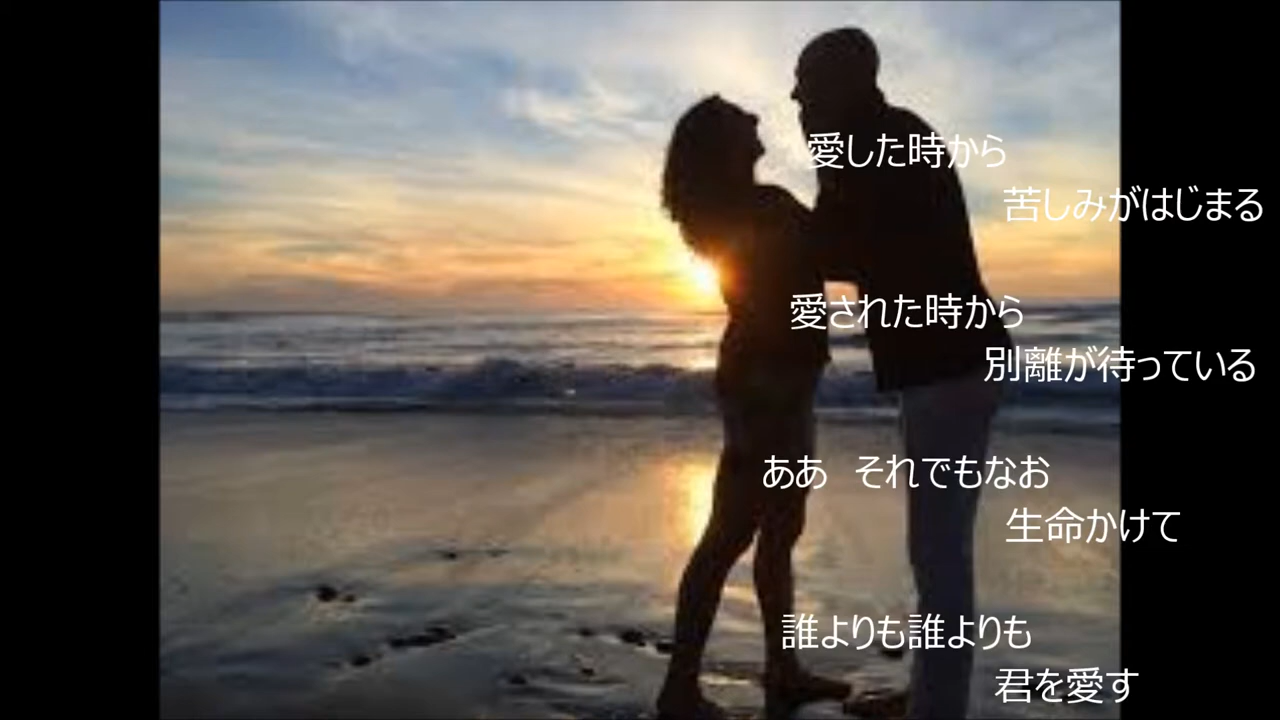 愛した時から
苦しみがはじまる
愛された時から
別離が待っている
ああ　それでもなお
生命かけて
誰よりも誰よりも
君を愛す